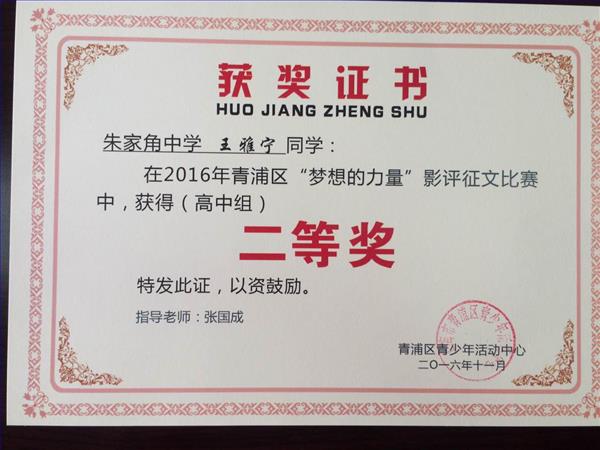 获奖证书
HUO JIANG ZHENG SHU
朱家角中学 王雅宁 同学：
在2016年青浦区“梦想的力量”影评征文比赛
中，获得（高中组）
二等奖
特发此证，以资鼓励。
指导老师：张国成
青浦区青少年活动中心
二〇一六年十一月